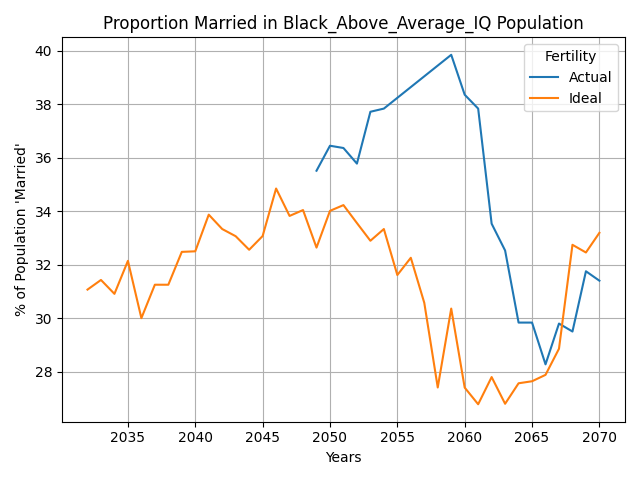 Proportion Married in Black_Above_Average_IQ Population
% of Population 'Married'
40
38
36
34
32
30
28
Fertility
Actual
Ideal
2035 2040 2045 2050 2055 2060 2065 2070
Years